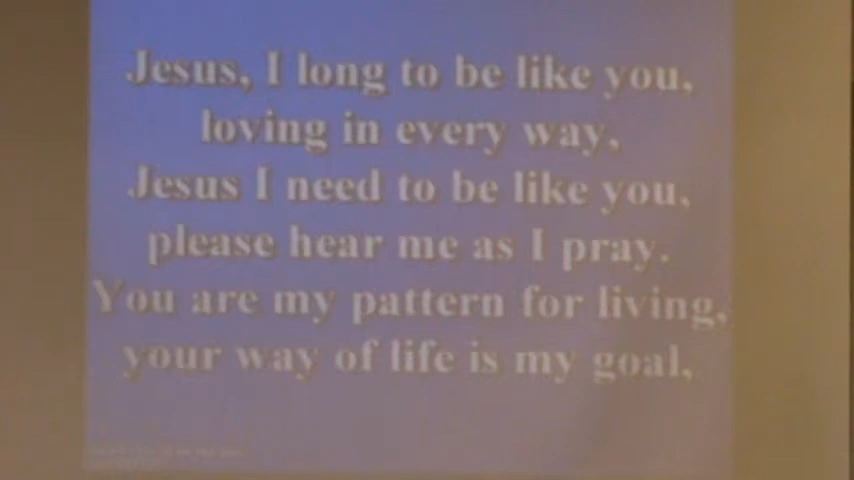 Jesus, I long to be like you,
loving in every way,
Jesus I need to be like you,
please hear me as I pray.
You are my pattern for living,
your way of life is my goal,